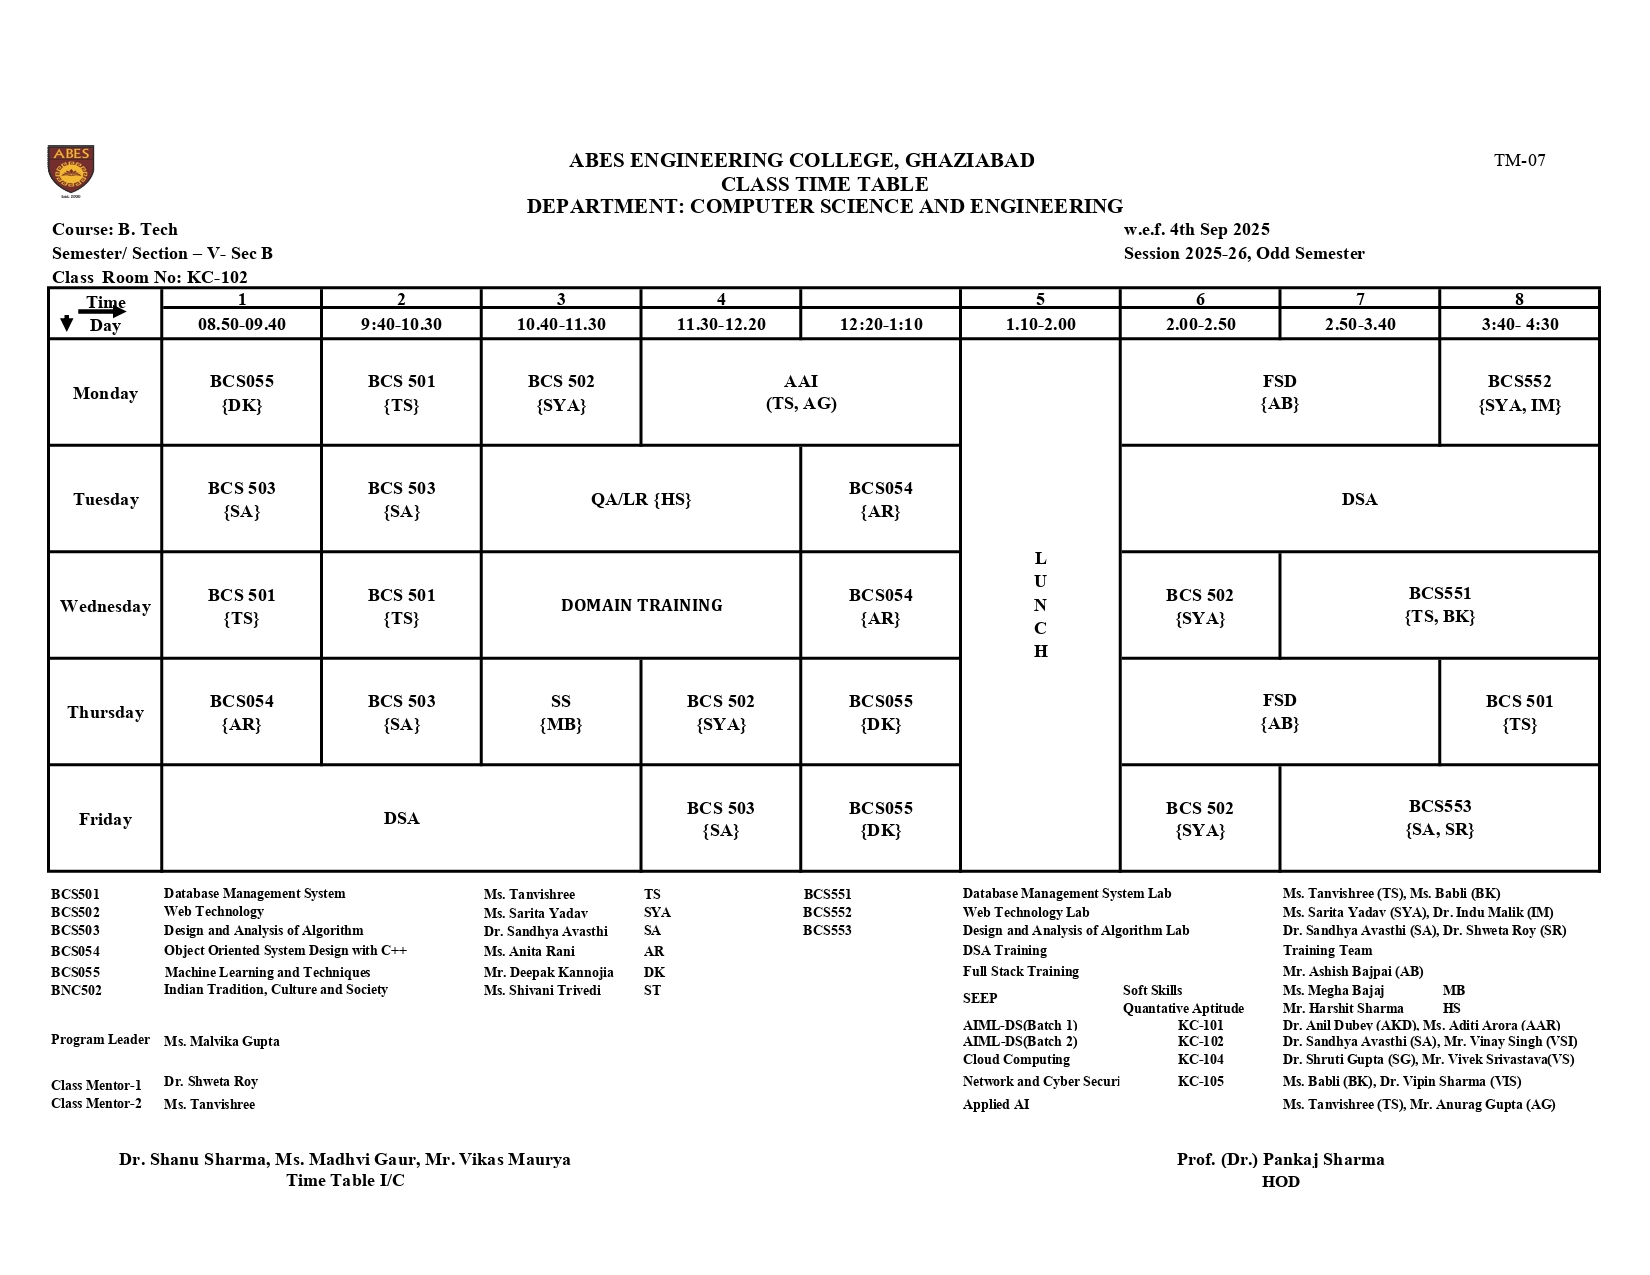 ABES
Estd. 2000
ABES ENGINEERING COLLEGE, GHAZIABAD
TM-07
CLASS TIME TABLE
DEPARTMENT: COMPUTER SCIENCE AND ENGINEERING
Course: B. Tech
w.e.f. 4th Sep 2025
Semester/ Section – V- Sec B
Session 2025-26, Odd Semester
Class Room No: KC-102
Time 1 2 3 4 5 6 7 8
Day 08.50-09.40 9:40-10.30 10.40-11.30 11.30-12.20 12:20-1:10 1.10-2.00 2.00-2.50 2.50-3.40 3:40- 4:30
Monday
BCS055 BCS 501 BCS 502 AAI FSD BCS552
{DK} {TS} {SYA} (TS, AG) {AB} {SYA, IM}
Tuesday
BCS 503 BCS 503 QA/LR {HS} BCS054 DSA
{SA} {SA} {AR}
L
U
N
C
H
Wednesday
BCS 501 BCS 501 DOMAIN TRAINING BCS054 BCS 502 BCS551
{TS} {TS} {AR} {SYA} {TS, BK}
Thursday
BCS054 BCS 503 SS BCS 502 BCS055 FSD BCS 501
{AR} {SA} {MB} {SYA} {DK} {AB} {TS}
Friday
DSA BCS 503 BCS055 BCS 502 BCS553
{SA} {DK} {SYA} {SA, SR}
BCS501 Database Management System Ms. Tanvishree TS BCS551 Database Management System Lab Ms. Tanvishree (TS), Ms. Babli (BK)
BCS502 Web Technology Ms. Sarita Yadav SYA BCS552 Web Technology Lab Ms. Sarita Yadav (SYA), Dr. Indu Malik (IM)
BCS503 Design and Analysis of Algorithm Dr. Sandhya Avasthi SA BCS553 Design and Analysis of Algorithm Lab Dr. Sandhya Avasthi (SA), Dr. Shweta Roy (SR)
BCS054 Object Oriented System Design with C++ Ms. Anita Rani AR DSA Training Training Team
BCS055 Machine Learning and Techniques Mr. Deepak Kannojia DK Full Stack Training Mr. Ashish Bajpai (AB)
BNC502 Indian Tradition, Culture and Society Ms. Shivani Trivedi ST SEEP Soft Skills Ms. Megha Bajaj MB
Quantative Aptitude Mr. Harshit Sharma HS
AIML-DS(Batch 1) KC-101 Dr. Anil Dubey (AKD), Ms. Aditi Arora (AAR)
Program Leader Ms. Malvika Gupta AIML-DS(Batch 2) KC-102 Dr. Sandhya Avasthi (SA), Mr. Vinay Singh (VSI)
Cloud Computing KC-104 Dr. Shruti Gupta (SG), Mr. Vivek Srivastava(VS)
Class Mentor-1 Dr. Shweta Roy Network and Cyber Securi KC-105 Ms. Babli (BK), Dr. Vipin Sharma (VIS)
Class Mentor-2 Ms. Tanvishree Applied AI Ms. Tanvishree (TS), Mr. Anurag Gupta (AG)
Dr. Shanu Sharma, Ms. Madhvi Gaur, Mr. Vikas Maurya
Prof. (Dr.) Pankaj Sharma
Time Table I/C
HOD